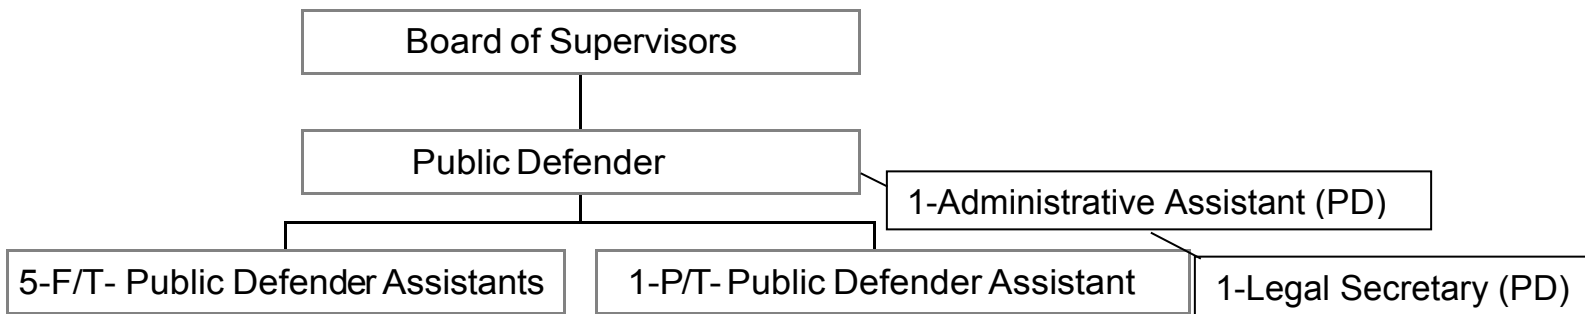 Board of Supervisors
Public Defender
1-Administrative Assistant (PD)
5-F/T- Public Defender Assistants
1-P/T- Public Defender Assistant
1-Legal Secretary (PD)